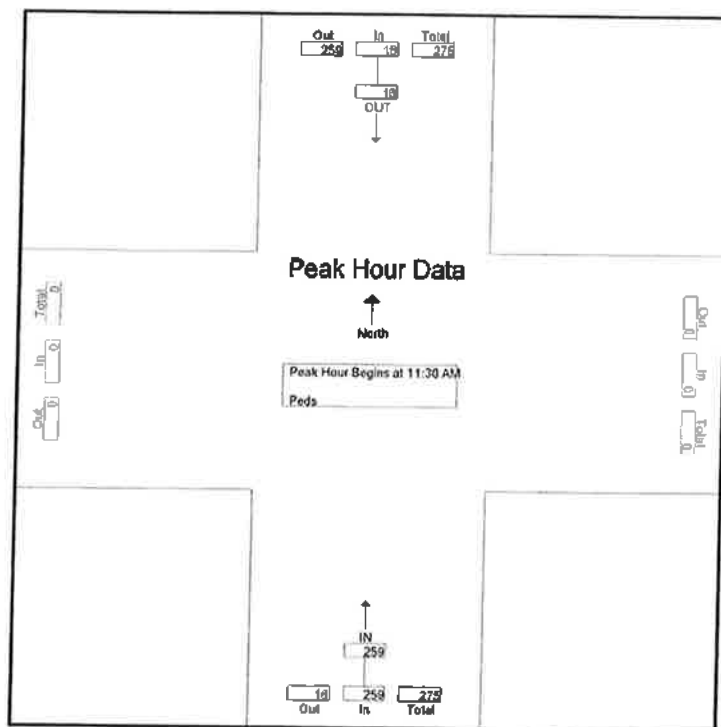 Out In Total
259 16 275
16
OUT
Peak Hour Data
North
Peak Hour Begins at 11:30 AM
Peds
Total 0
In 0
Out 0
Out 0
In 0
Total 0
IN
259
16 259 275
Out In Total